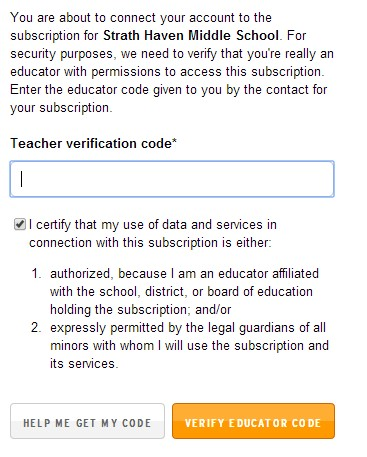 You are about to connect your account to the
subscription for Strath Haven Middle School. For
security purposes, we need to verify that you're really an
educator with permissions to access this subscription.
Enter the educator code given to you by the contact for
your subscription.
Teacher verification code*
I certify that my use of data and services in
connection with this subscription is either:
1. authorized, because I am an educator affiliated
with the school, district, or board of education
holding the subscription; and/or
2. expressly permitted by the legal guardians of all
minors with whom I will use the subscription and
its services.
HELP ME GET MY CODE
VERIFY EDUCATOR CODE